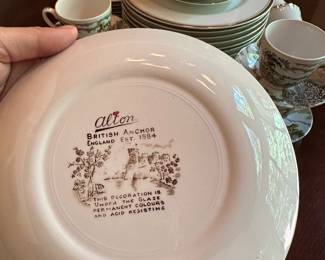 alton
BRITISH ANCHOR
ENGLAND EST. 1884
THIS DECORATION IS
UNDER THE GLAZE
PERMANENT COLOURS
AND ACID RESISTING